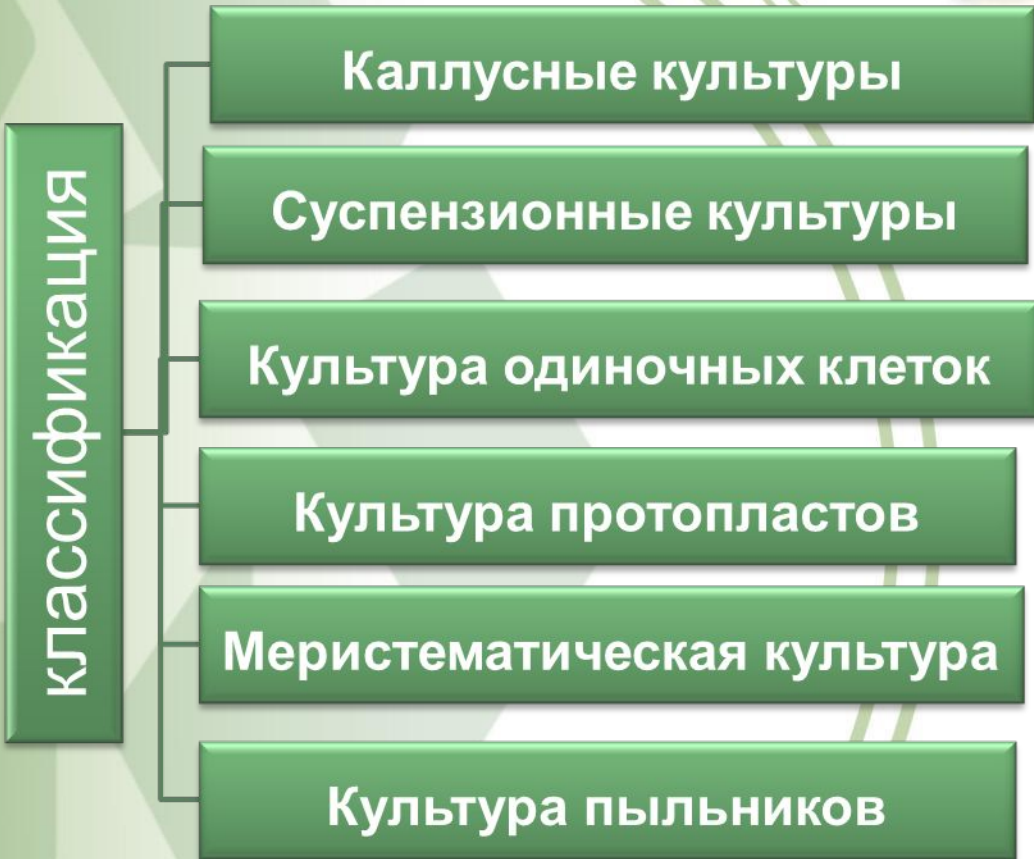 классификация
Каллусные культуры
Суспензионные культуры
Культура одиночных клеток
Культура протопластов
Меристематическая культура
Культура пыльников